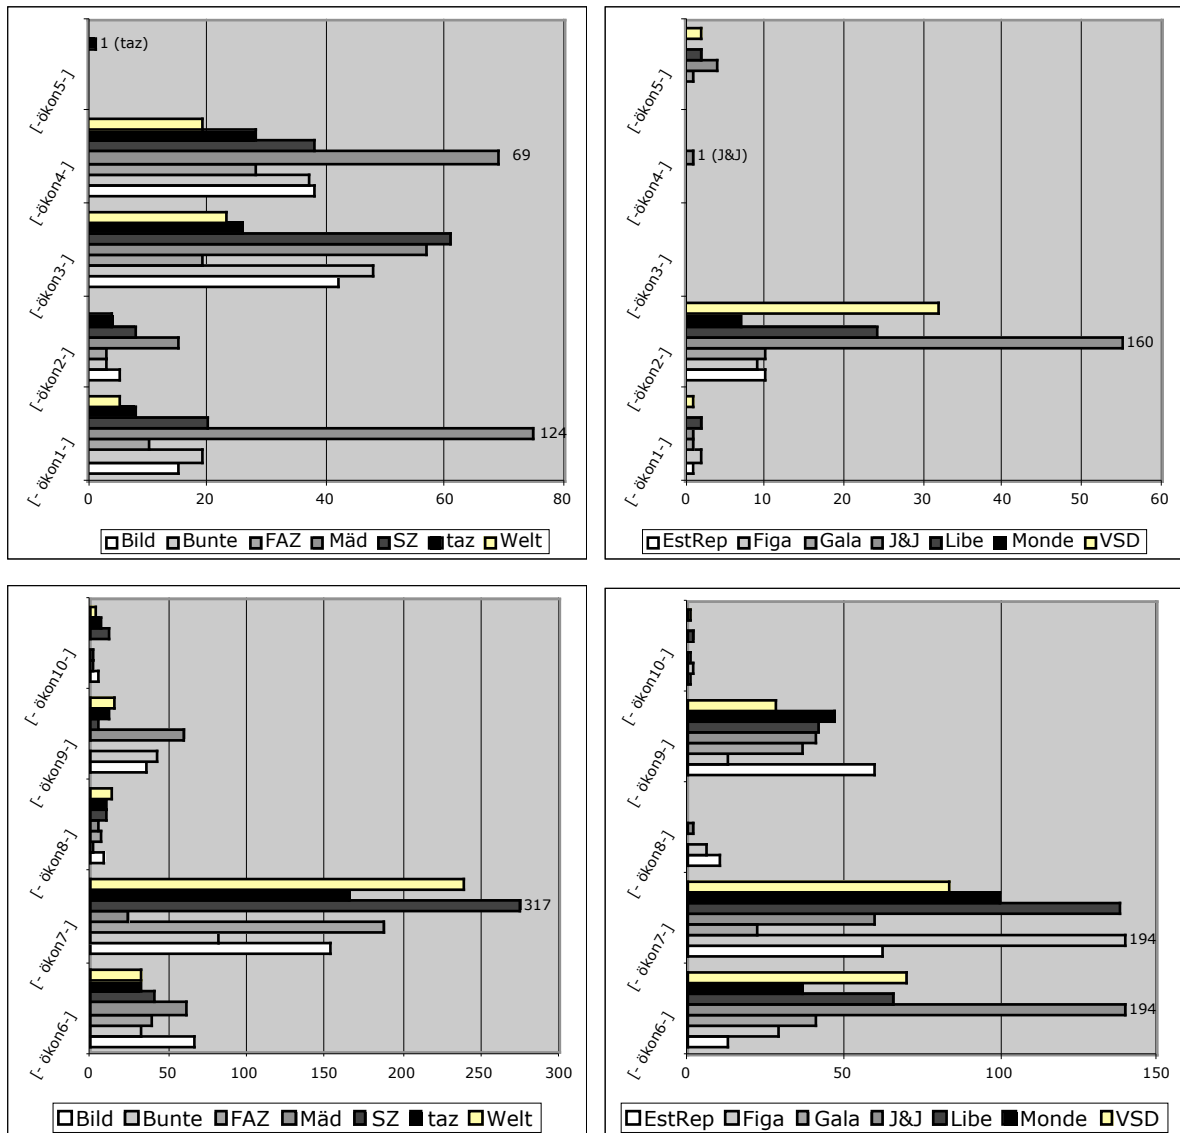 1 (taz)
[-ökon5-]
[-ökon4-]
69
[-ökon3-]
[-ökon2-]
[- ökon1-]
124
0 20 40 60 80
Bild Bunte FAZ Mäd SZ taz Welt
[-ökon5-]
[-ökon4-]
1 (J&J)
[-ökon3-]
[-ökon2-]
160
[- ökon1-]
0 10 20 30 40 50 60
EstRep Figa Gala J&J Libe Monde VSD
[- ökon10-]
[- ökon9-]
[- ökon8-]
[- ökon7-]
317
[- ökon6-]
0 50 100 150 200 250 300
Bild Bunte FAZ Mäd SZ taz Welt
[- ökon10-]
[- ökon9-]
[- ökon8-]
[- ökon7-]
194
[- ökon6-]
194
0 50 100 150
EstRep Figa Gala J&J Libe Monde VSD